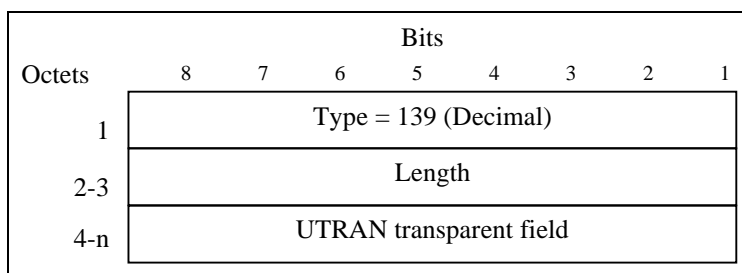 Bits
Octets 8 7 6 5 4 3 2 1
1 Type = 139 (Decimal)
2-3 Length
4-n UTRAN transparent field